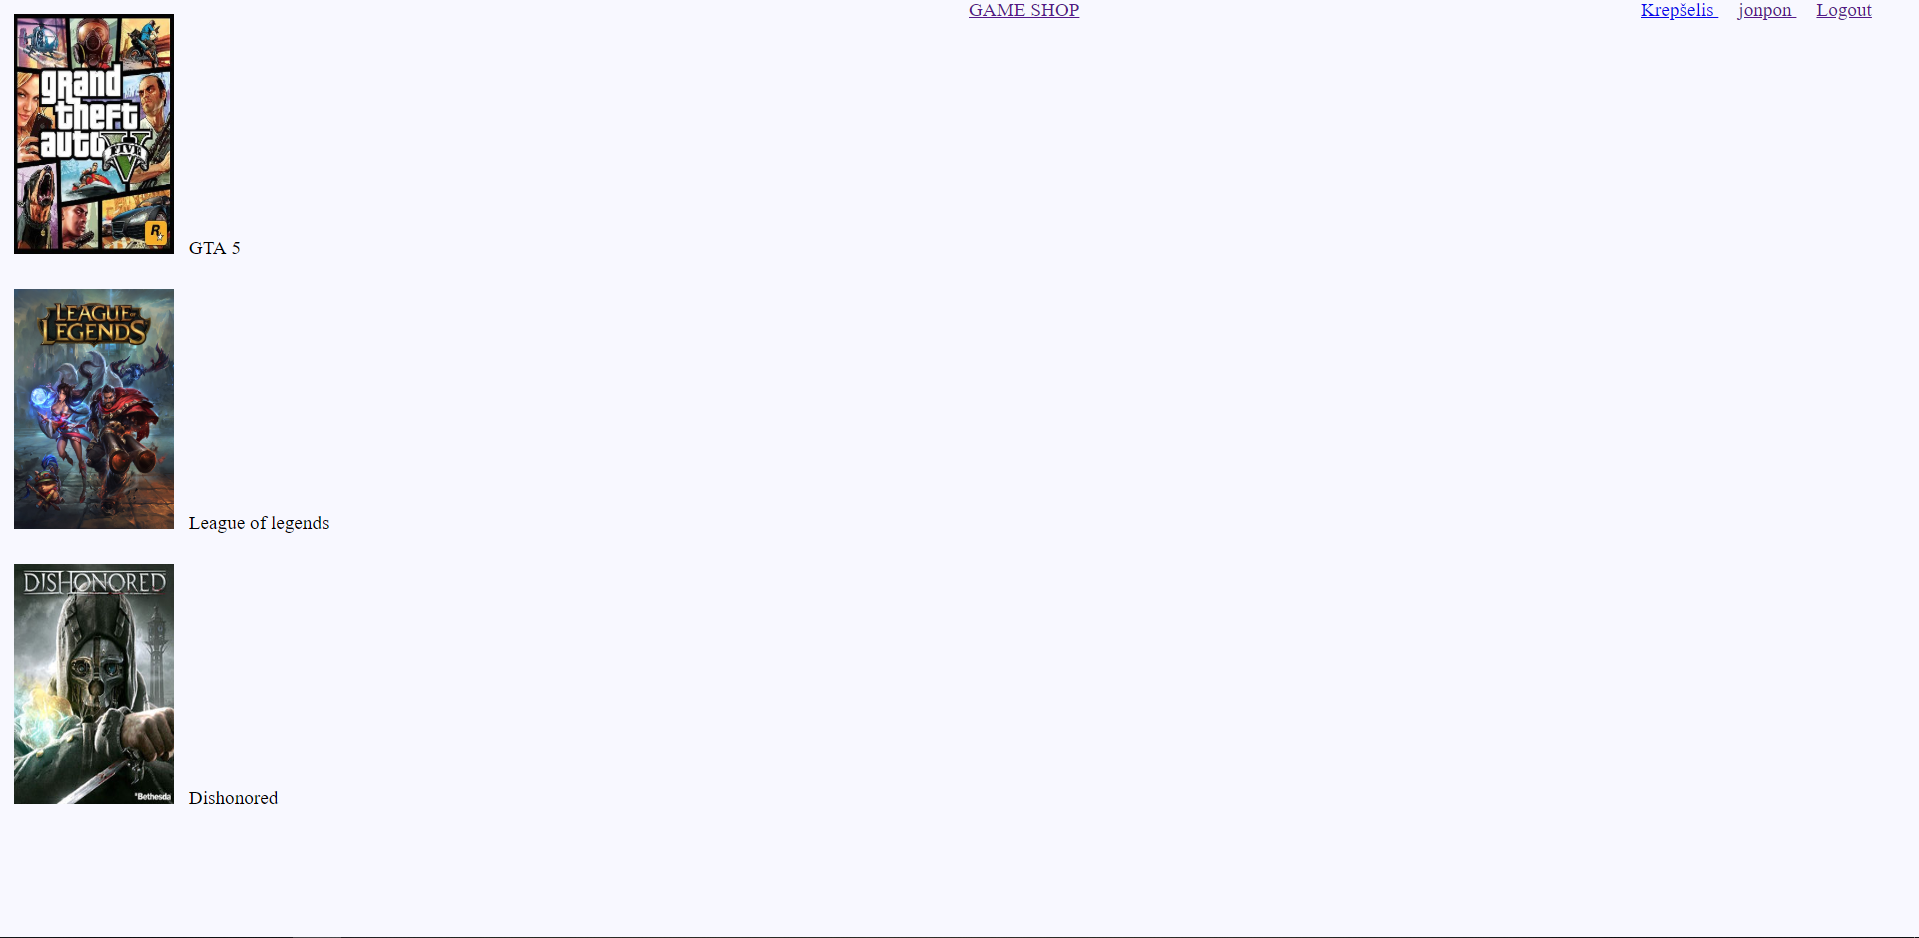 GAME SHOP
Krepšelis jonpon Logout
grand
theft
auto
FIVE
V
R
GTA 5
LEAGUE OF
LEGENDS
League of legends
DISHONORED
Bethesda
Dishonored